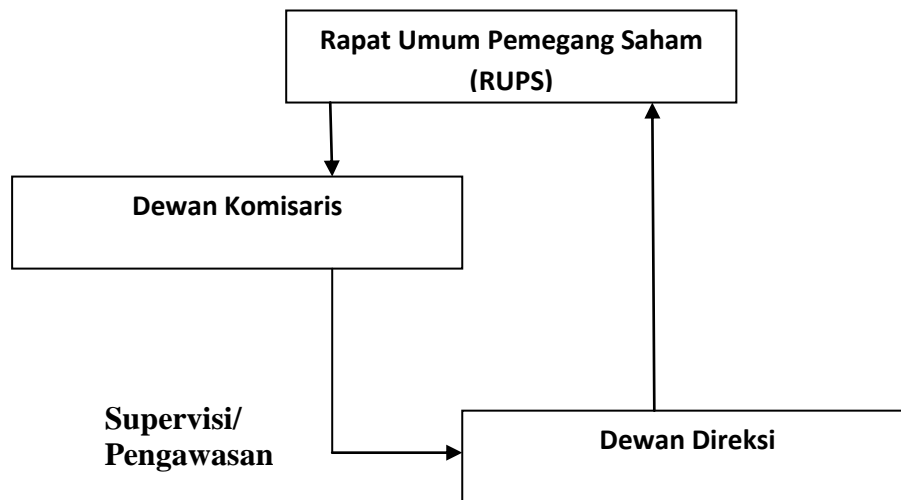 Rapat Umum Pemegang Saham
(RUPS)
Dewan Komisaris
Supervisi/
Pengawasan
Dewan Direksi